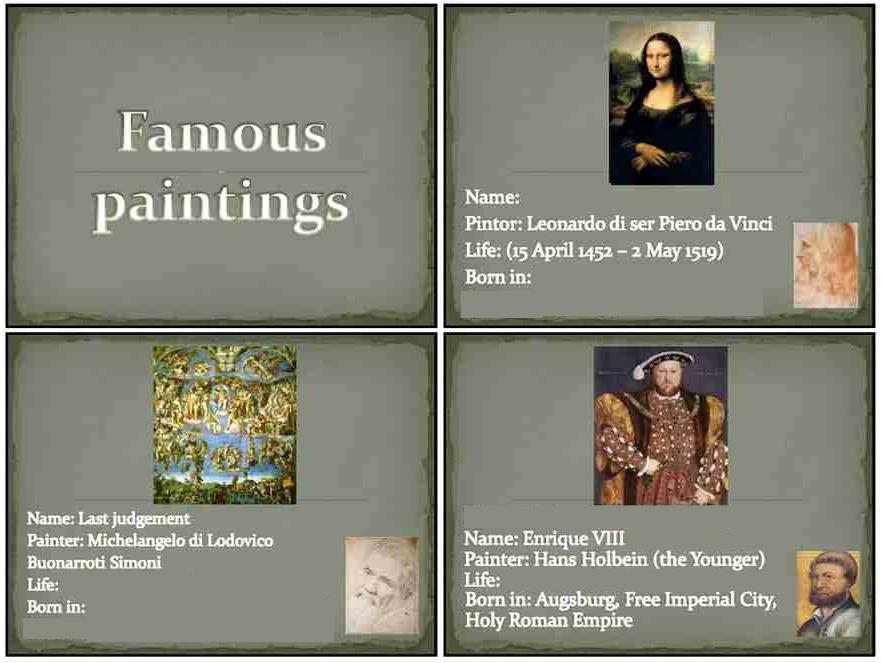 Famous
paintings
Name:
Pintor: Leonardo di ser Piero da Vinci
Life: (15 April 1452 – 2 May 1519)
Born in:
Name: Last judgement
Painter: Michelangelo di Lodovico
Buonarroti Simoni
Life:
Born in:
Name: Enrique VIII
Painter: Hans Holbein (the Younger)
Life:
Born in: Augsburg, Free Imperial City,
Holy Roman Empire